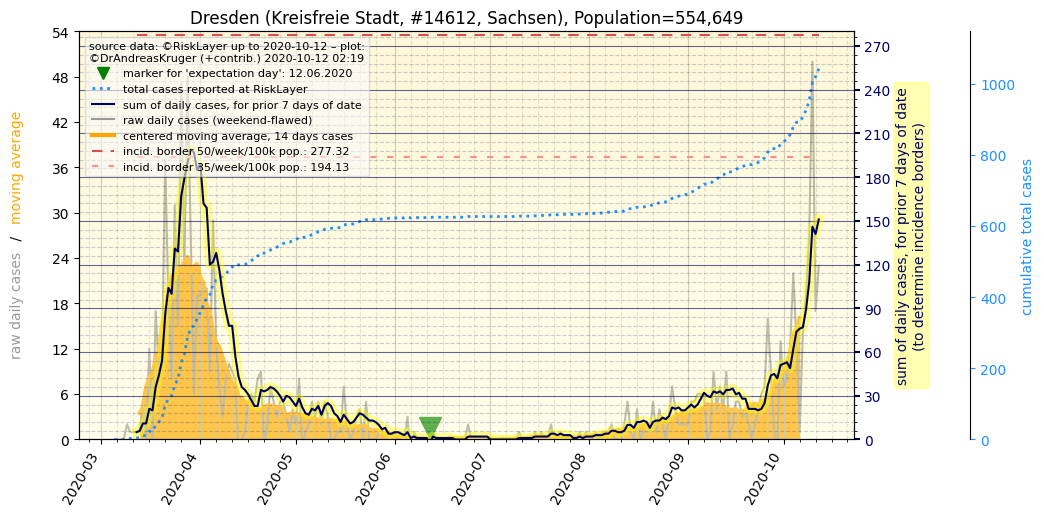 Dresden (Kreisfreie Stadt, #14612, Sachsen), Population=554,649
source data: ©RiskLayer up to 2020-10-12 – plot:
©DrAndreasKruger (+contrib.) 2020-10-12 02:19
marker for 'expectation day': 12.06.2020
total cases reported at RiskLayer
sum of daily cases, for prior 7 days of date
raw daily cases (weekend-flawed)
centered moving average, 14 days cases
incid. border 50/week/100k pop.: 277.32
incid. border 35/week/100k pop.: 194.13
raw daily cases / moving average
54
48
42
36
30
24
18
12
6
0
270
240
210
180
150
120
90
60
30
0
sum of daily cases, for prior 7 days of date
(to determine incidence borders)
1000
800
600
400
200
0
cumulative total cases
2020-03
2020-04
2020-05
2020-06
2020-07
2020-08
2020-09
2020-10